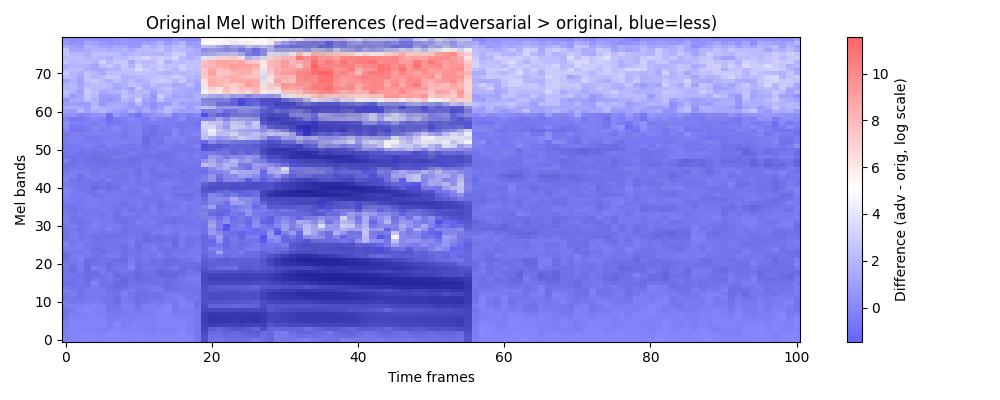 Original Mel with Differences (red=adversarial > original, blue=less)
Mel bands
70
60
50
40
30
20
10
0
0 20 40 60 80 100
Time frames
10
8
6
4
2
0
Difference (adv - orig, log scale)